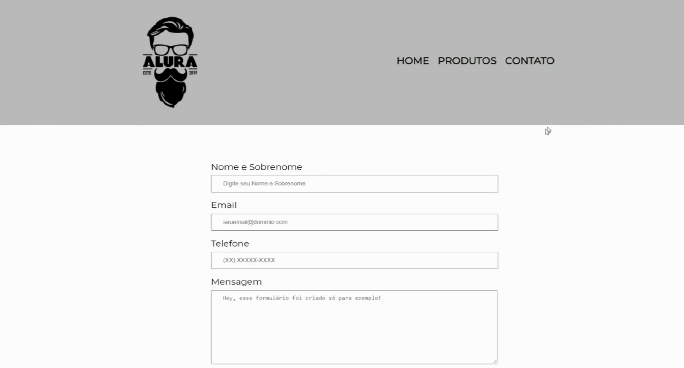 ALURA
ESTD 2019
HOME PRODUTOS CONTATO
Nome e Sobrenome
Digite seu Nome e Sobrenome
Email
seuemail@dominio.com
Telefone
(XX) XXXXX-XXXX
Mensagem
Hey, esse formulário foi criado só para exemplo!